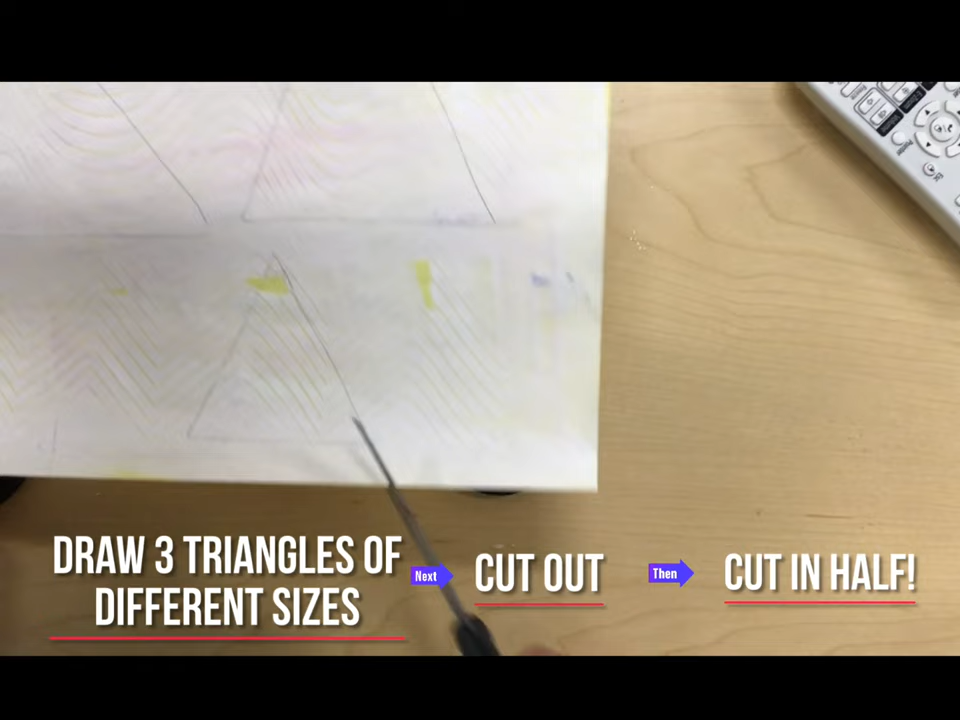 DRAW 3 TRIANGLES OF
DIFFERENT SIZES
Next
CUT OUT
Then
CUT IN HALF!